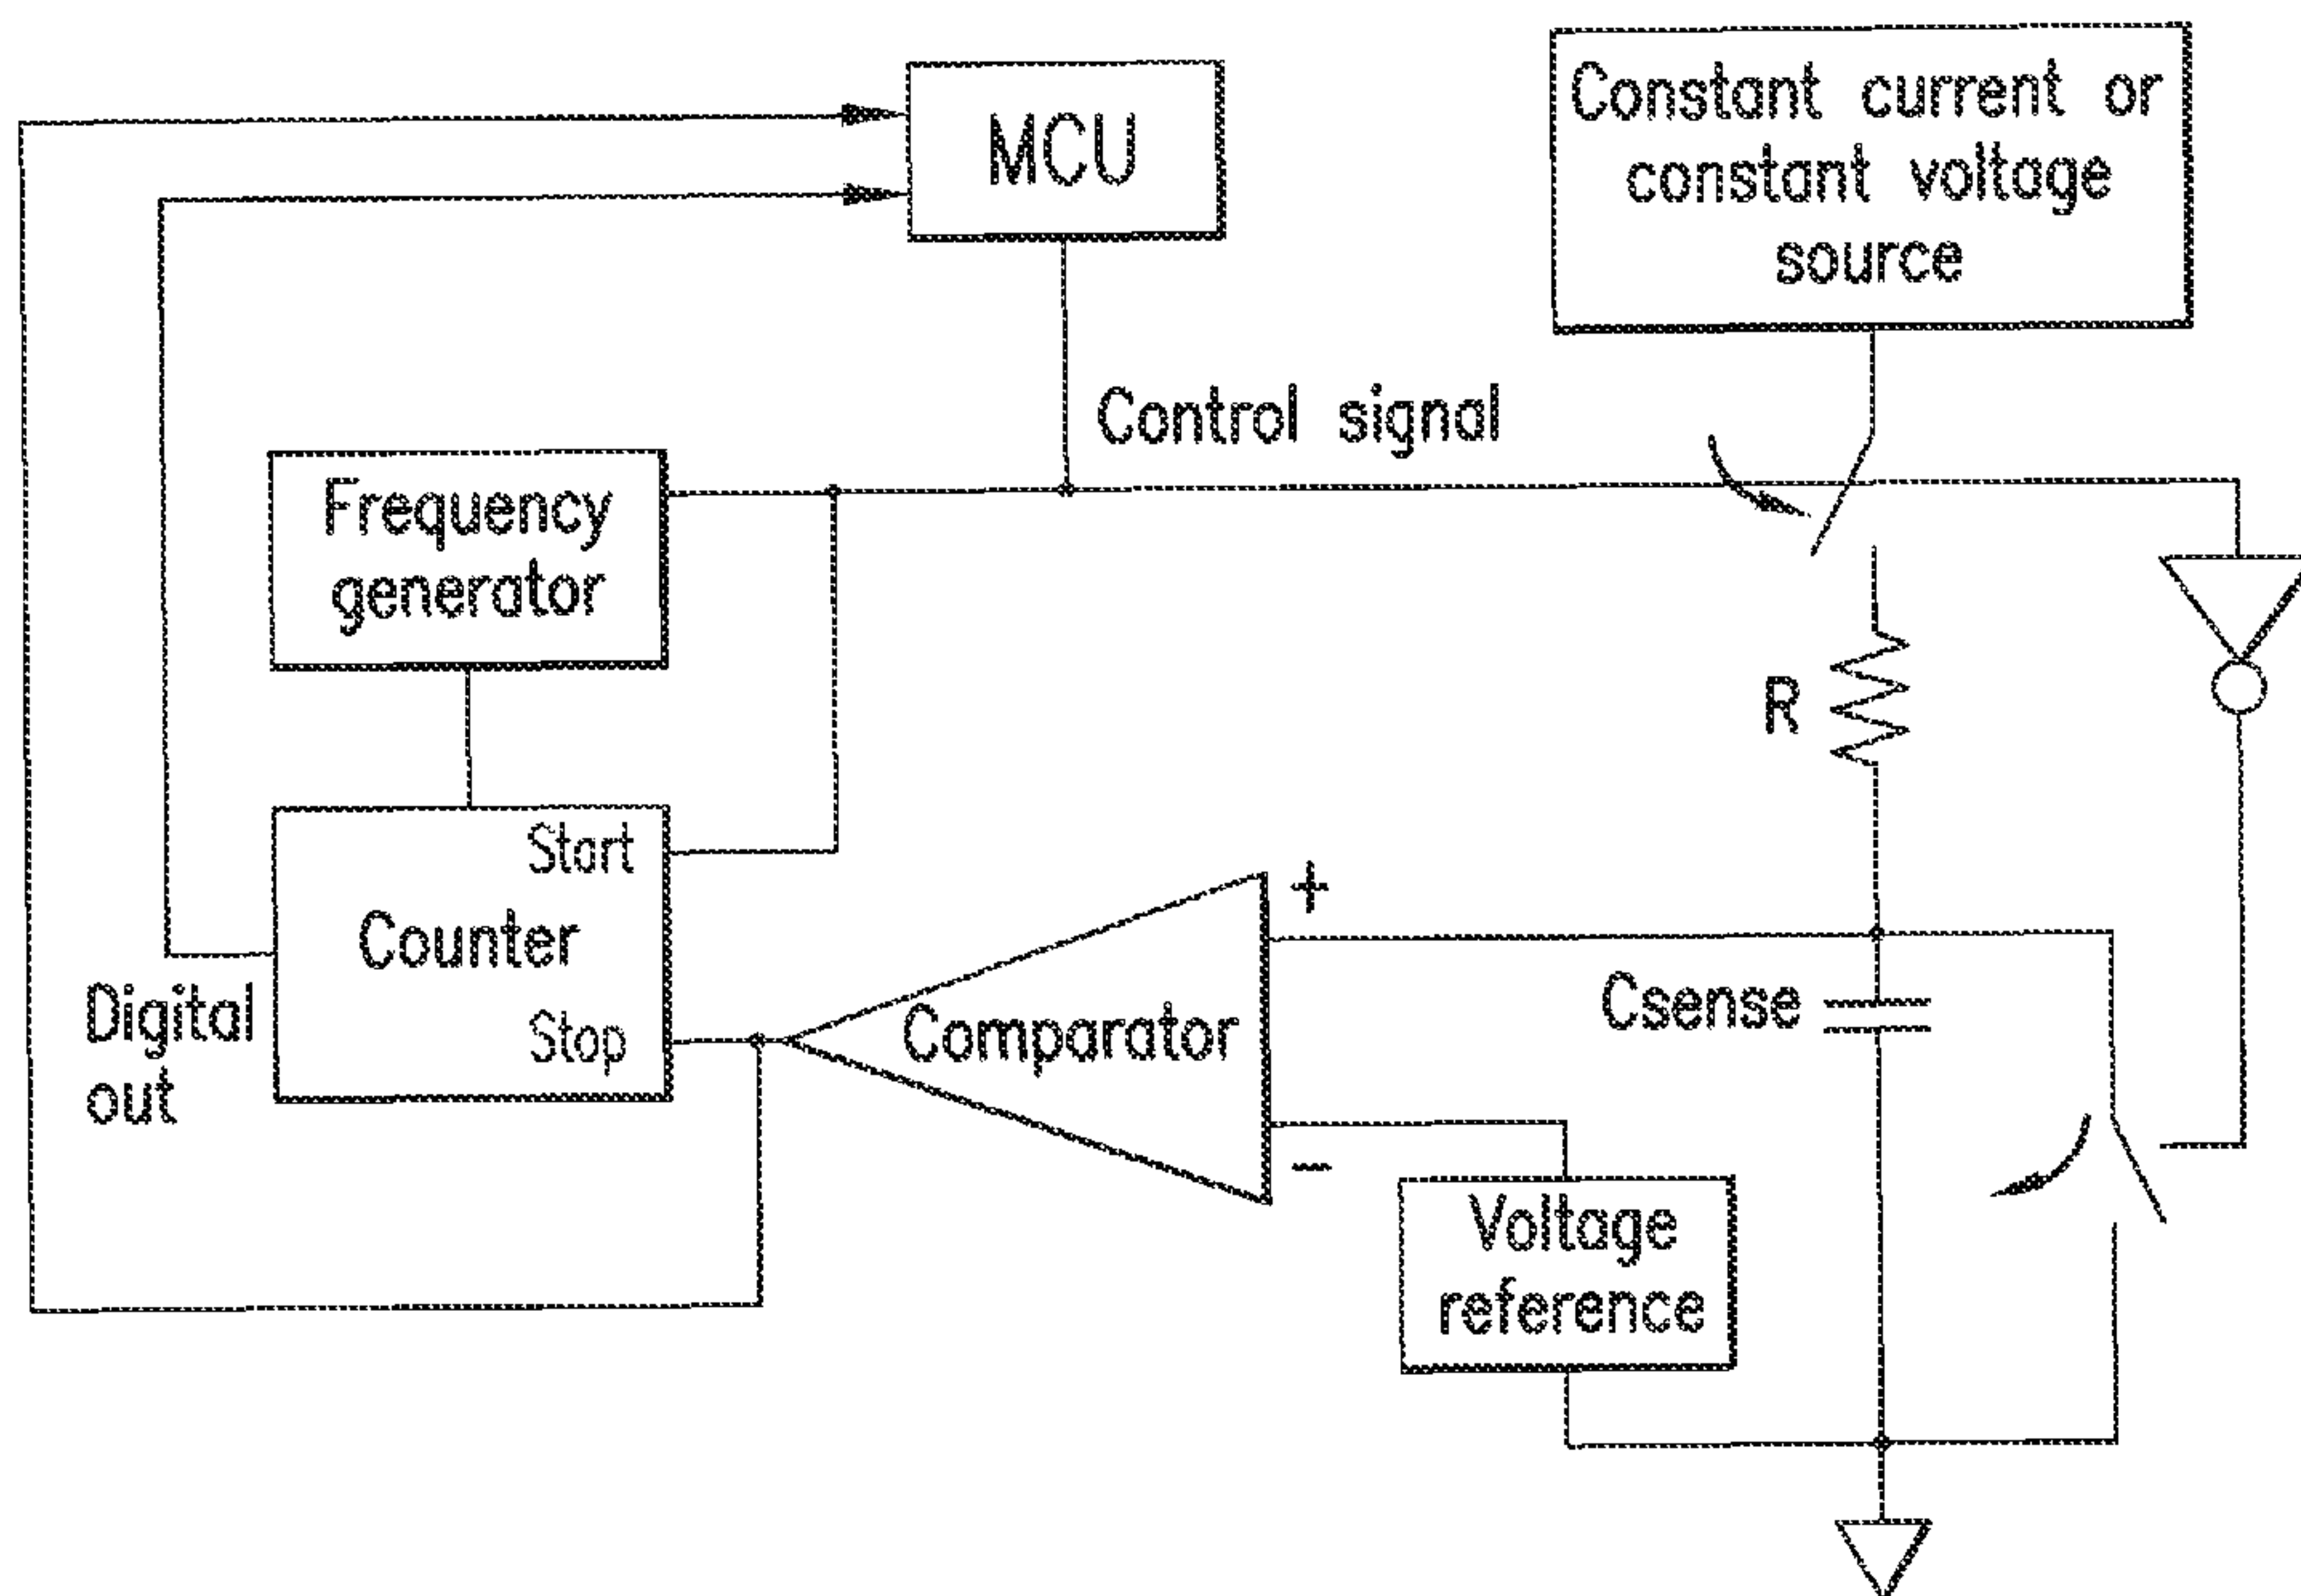 MCU
Constant current or
constant voltage
source
Control signal
Frequency
generator
R
Start
Counter
Stop
Digital
out
+
Comparator
−
Csense
Voltage
reference